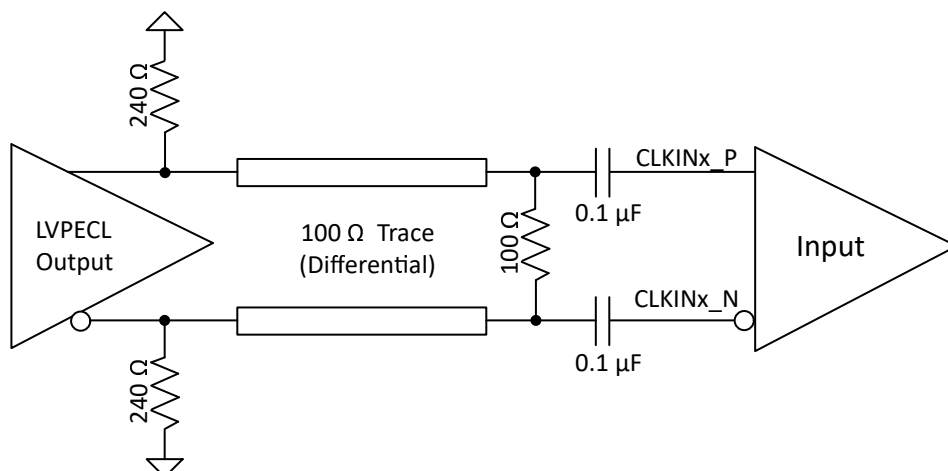 240 Ω
CLKINx_P
0.1 µF
LVPECL
Output
100 Ω Trace
(Differential)
100 Ω
Input
CLKINx_N
0.1 µF
240 Ω